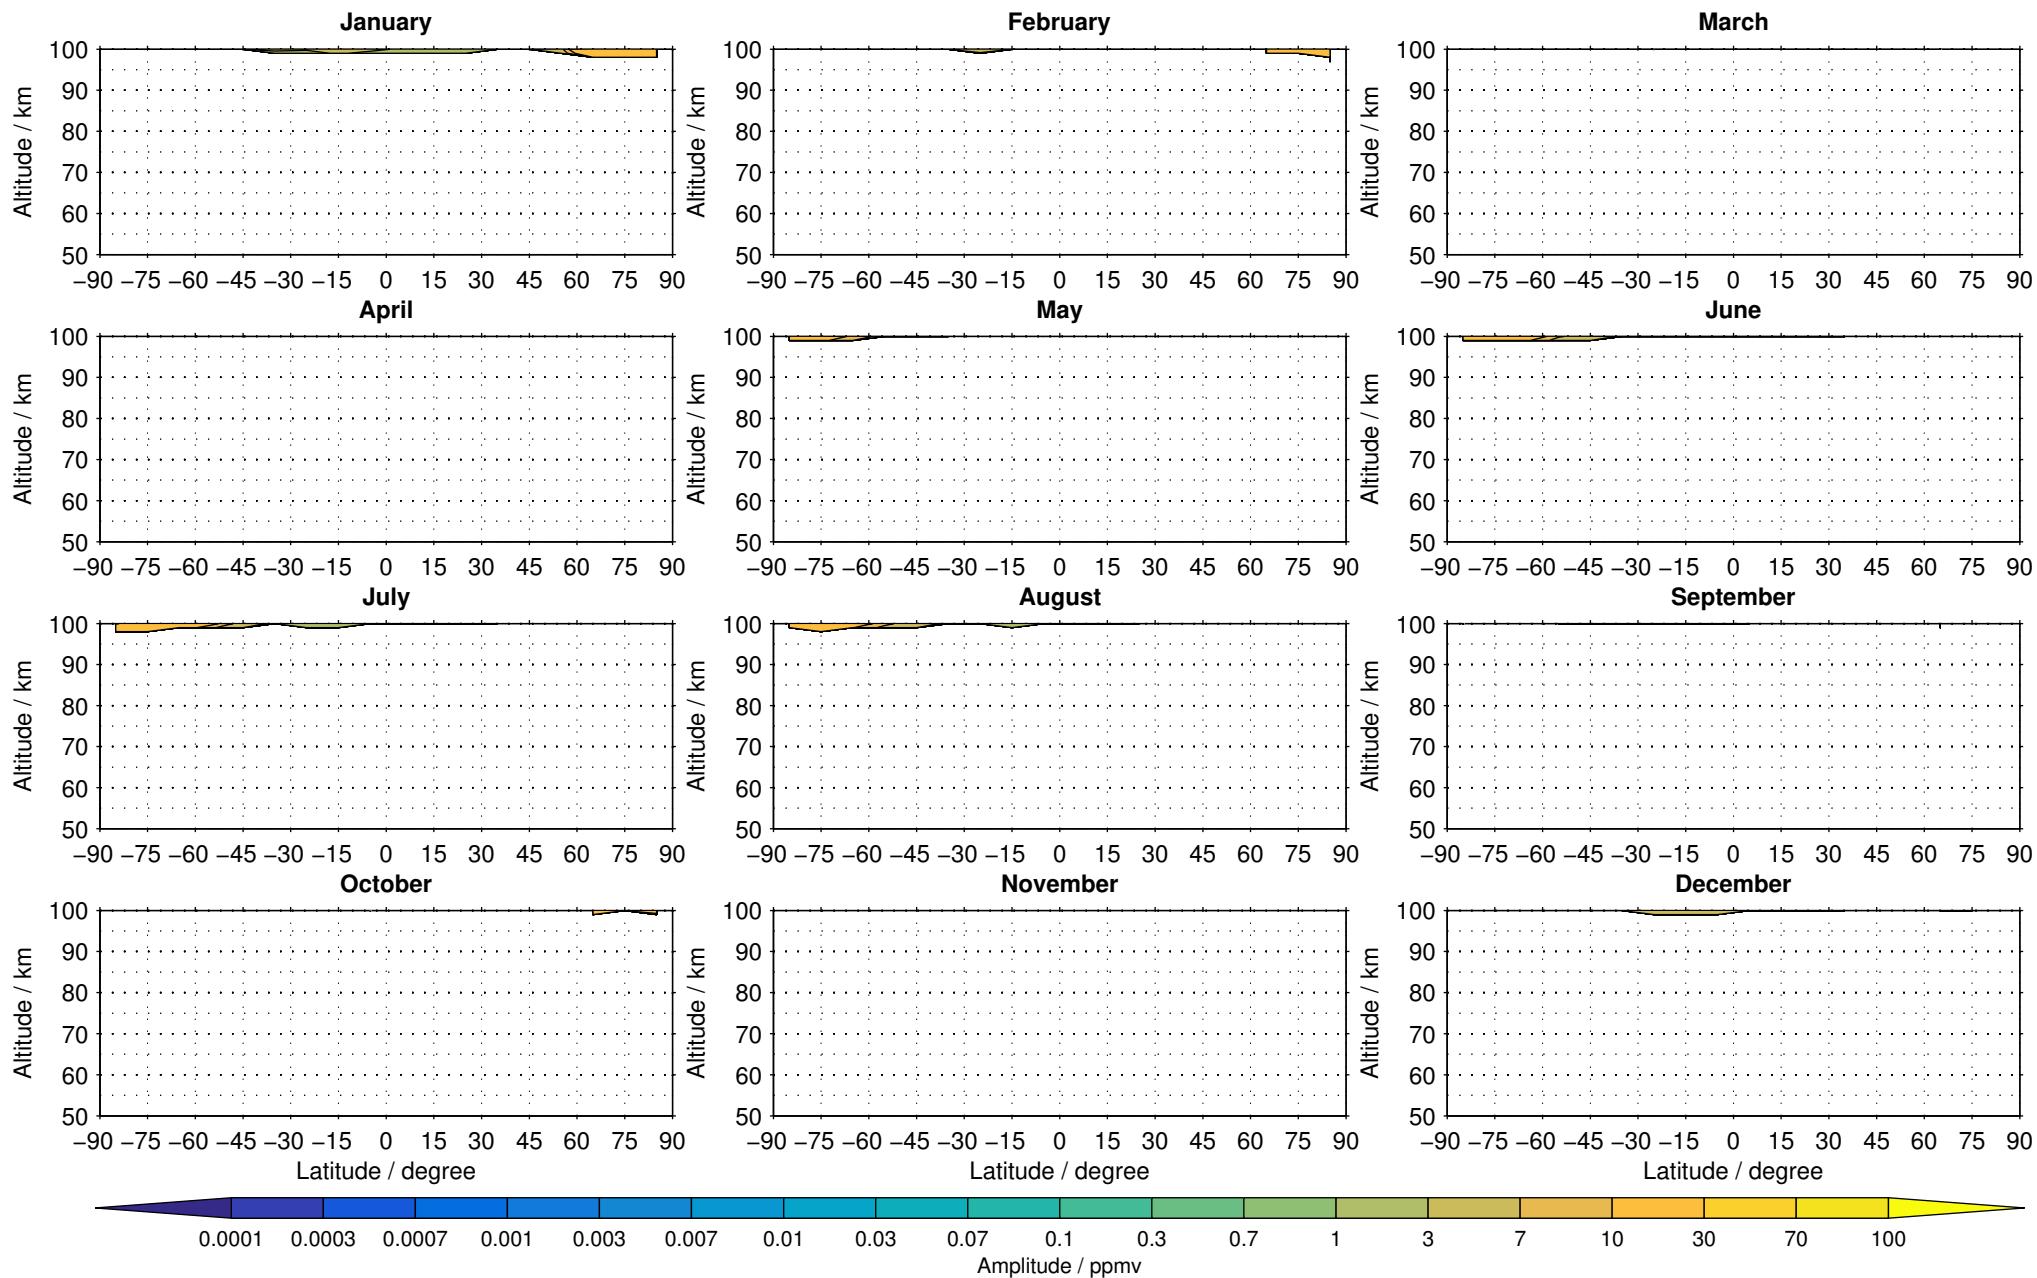 January February March
100 100 100
90 90 90
80 80 80
70 70 70
60 60 60
50 50 50
Altitude / km Altitude / km Altitude / km
−90 −75 −60 −45 −30 −15 0 15 30 45 60 75 90 −90 −75 −60 −45 −30 −15 0 15 30 45 60 75 90 −90 −75 −60 −45 −30 −15 0 15 30 45 60 75 90
April May June
100 100 100
90 90 90
80 80 80
70 70 70
60 60 60
50 50 50
Altitude / km Altitude / km Altitude / km
−90 −75 −60 −45 −30 −15 0 15 30 45 60 75 90 −90 −75 −60 −45 −30 −15 0 15 30 45 60 75 90 −90 −75 −60 −45 −30 −15 0 15 30 45 60 75 90
July August September
100 100 100
90 90 90
80 80 80
70 70 70
60 60 60
50 50 50
Altitude / km Altitude / km Altitude / km
−90 −75 −60 −45 −30 −15 0 15 30 45 60 75 90 −90 −75 −60 −45 −30 −15 0 15 30 45 60 75 90 −90 −75 −60 −45 −30 −15 0 15 30 45 60 75 90
October November December
100 100 100
90 90 90
80 80 80
70 70 70
60 60 60
50 50 50
Altitude / km Altitude / km Altitude / km
−90 −75 −60 −45 −30 −15 0 15 30 45 60 75 90 −90 −75 −60 −45 −30 −15 0 15 30 45 60 75 90 −90 −75 −60 −45 −30 −15 0 15 30 45 60 75 90
Latitude / degree Latitude / degree Latitude / degree
0.0001 0.0003 0.0007 0.001 0.003 0.007 0.01 0.03 0.07 0.1 0.3 0.7 1 3 7 10 30 70 100
Amplitude / ppmv